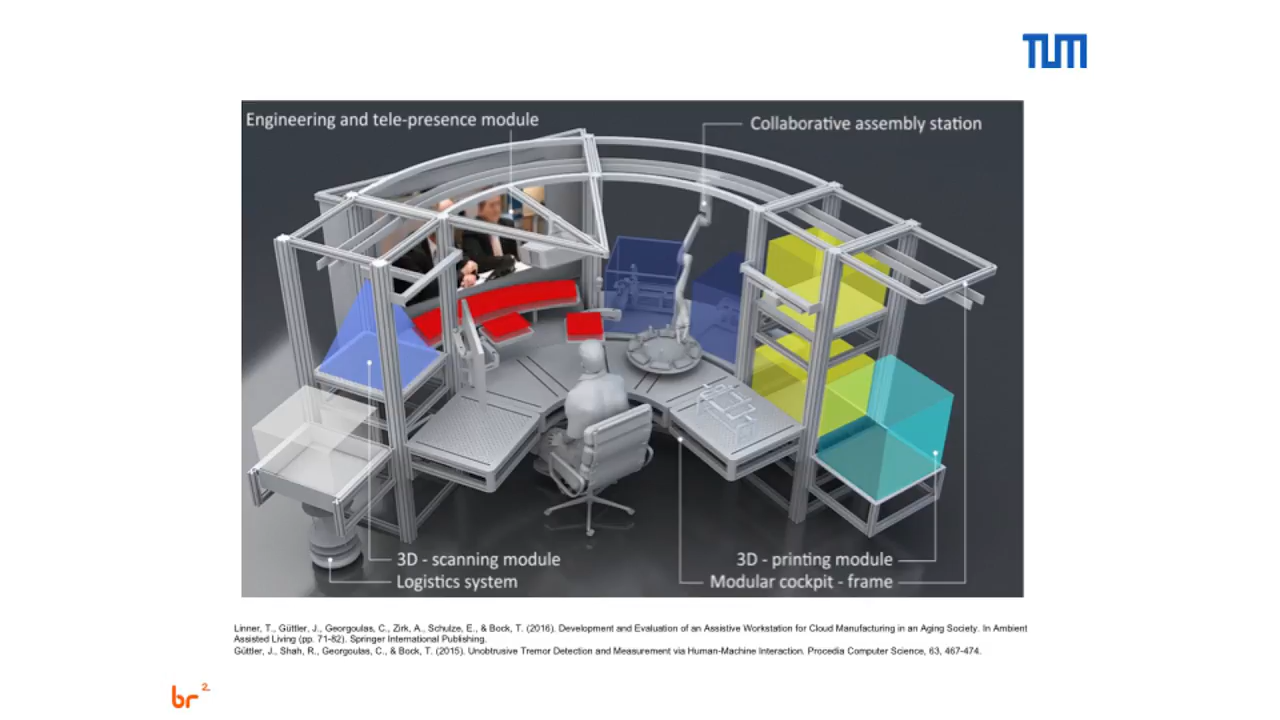 TUM
Engineering and tele-presence module
Collaborative assembly station
3D - scanning module
3D - printing module
Logistics system
Modular cockpit - frame
Linner, T., Güttler, J., Georgoulas, C., Zirk, A., Schulze, E., & Bock, T. (2016). Development and Evaluation of an Assistive Workstation for Cloud Manufacturing in an Aging Society. In Ambient
Assisted Living (pp. 71-82). Springer International Publishing.
Güttler, J., Shah, R., Georgoulas, C., & Bock, T. (2015). Unobtrusive Tremor Detection and Measurement via Human-Machine Interaction. Procedia Computer Science, 63, 467-474.
br²